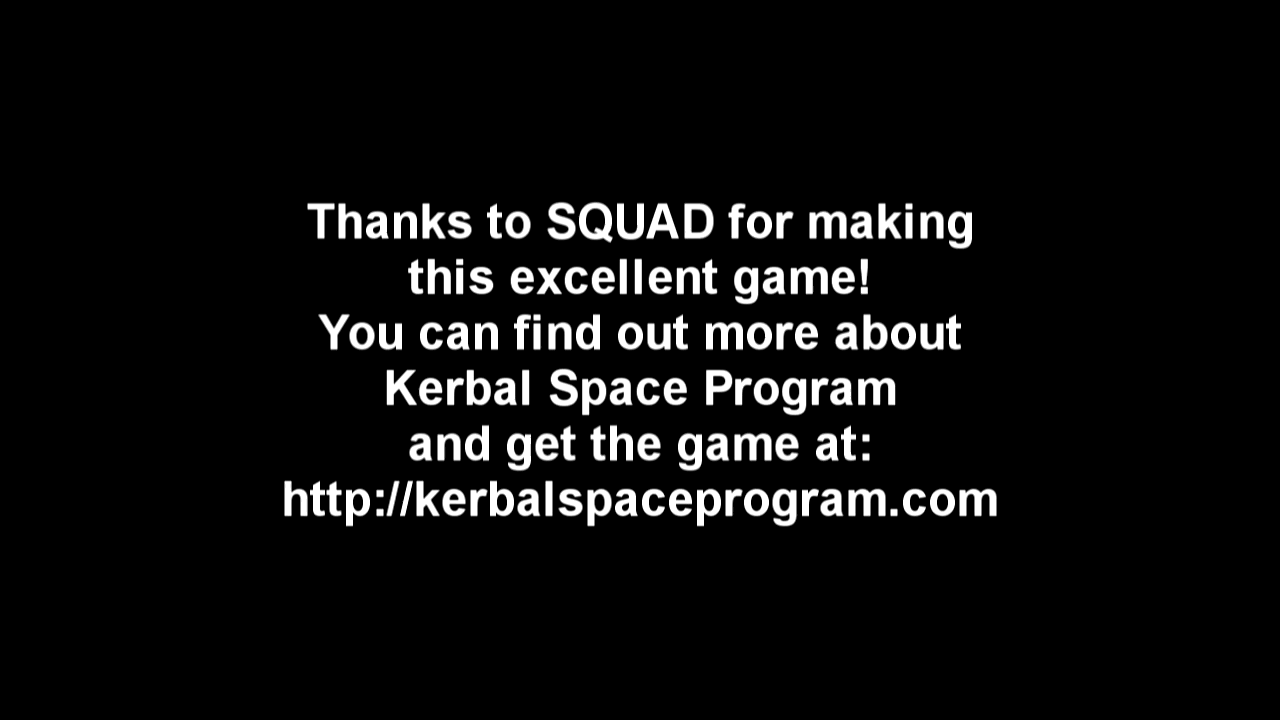 Thanks to SQUAD for making
this excellent game!
You can find out more about
Kerbal Space Program
and get the game at:
http://kerbalspaceprogram.com